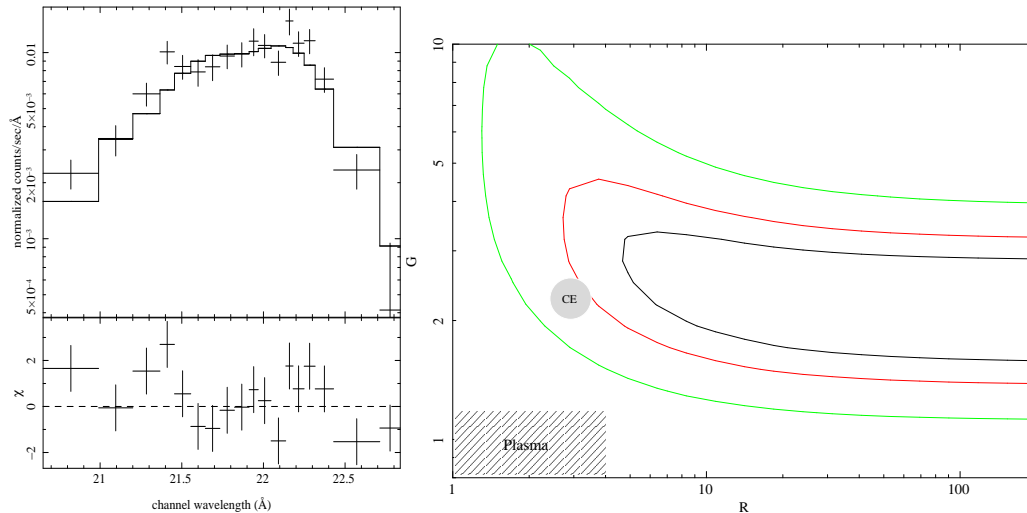 normalized counts/sec/Å
0.01
5×10⁻³
2×10⁻³
10⁻³
5×10⁻⁴
χ
2
0
−2
21
21.5
22
22.5
channel wavelength (Å)
G
10
5
2
1
CE
Plasma
1
10
100
R